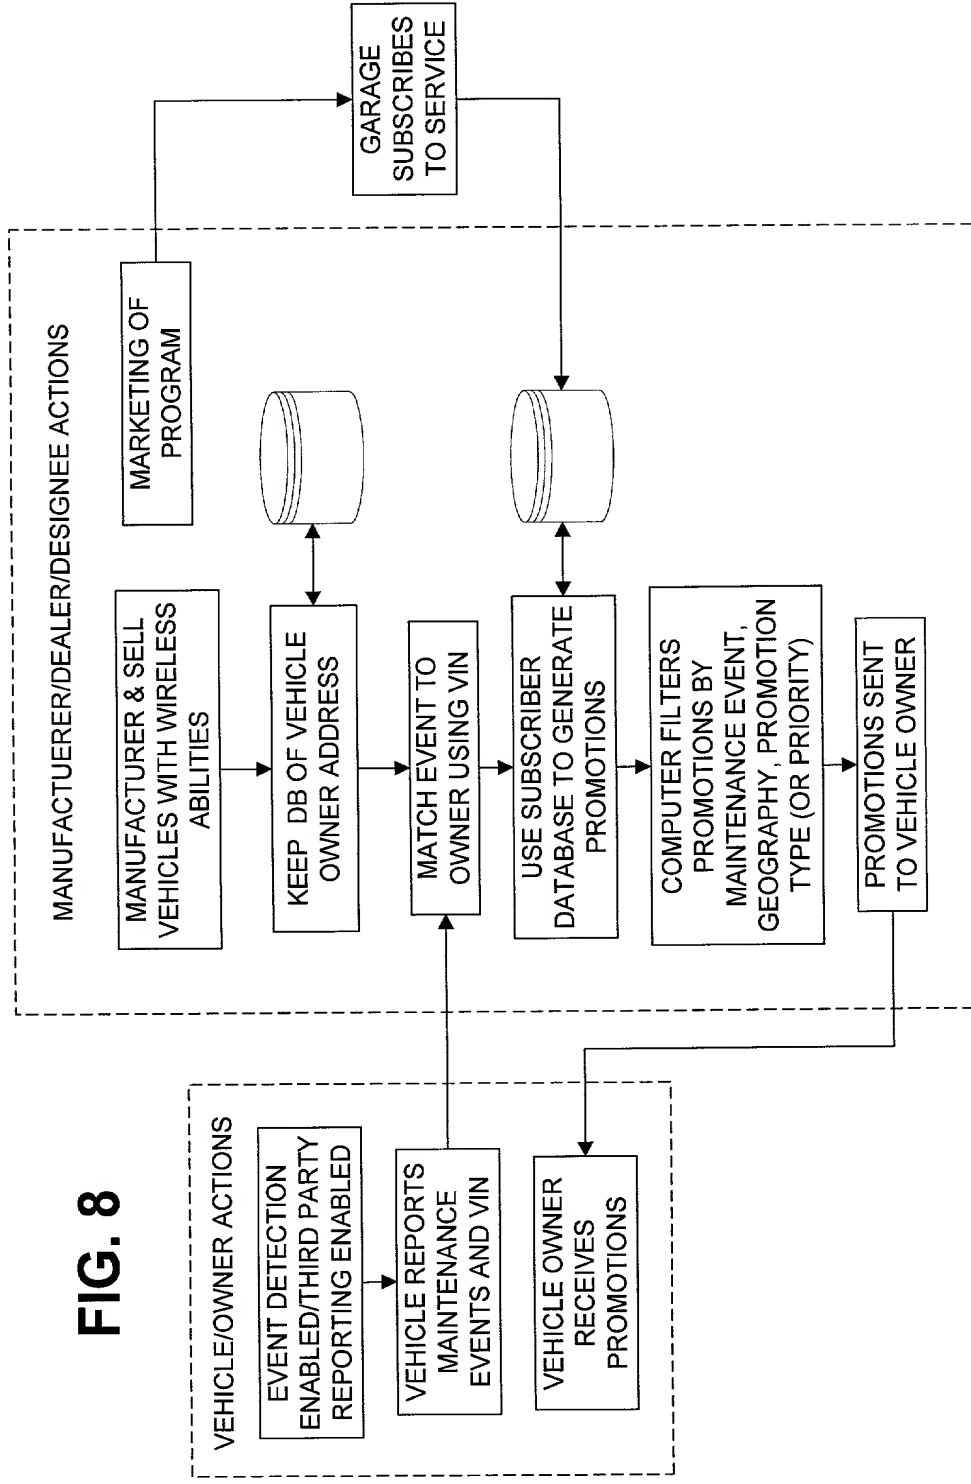 FIG. 8
VEHICLE/OWNER ACTIONS
EVENT DETECTION
ENABLED/THIRD PARTY
REPORTING ENABLED
VEHICLE REPORTS
MAINTENANCE
EVENTS AND VIN
VEHICLE OWNER
RECEIVES
PROMOTIONS
MANUFACTUERER/DEALER/DESIGNEE ACTIONS
MANUFACTURER & SELL
VEHICLES WITH WIRELESS
ABILITIES
KEEP DB OF VEHICLE
OWNER ADDRESS
MATCH EVENT TO
OWNER USING VIN
USE SUBSCRIBER
DATABASE TO GENERATE
PROMOTIONS
COMPUTER FILTERS
PROMOTIONS BY
MAINTENANCE EVENT,
GEOGRAPHY, PROMOTION
TYPE (OR PRIORITY)
PROMOTIONS SENT
TO VEHICLE OWNER
MARKETING OF
PROGRAM
GARAGE
SUBSCRIBES
TO SERVICE